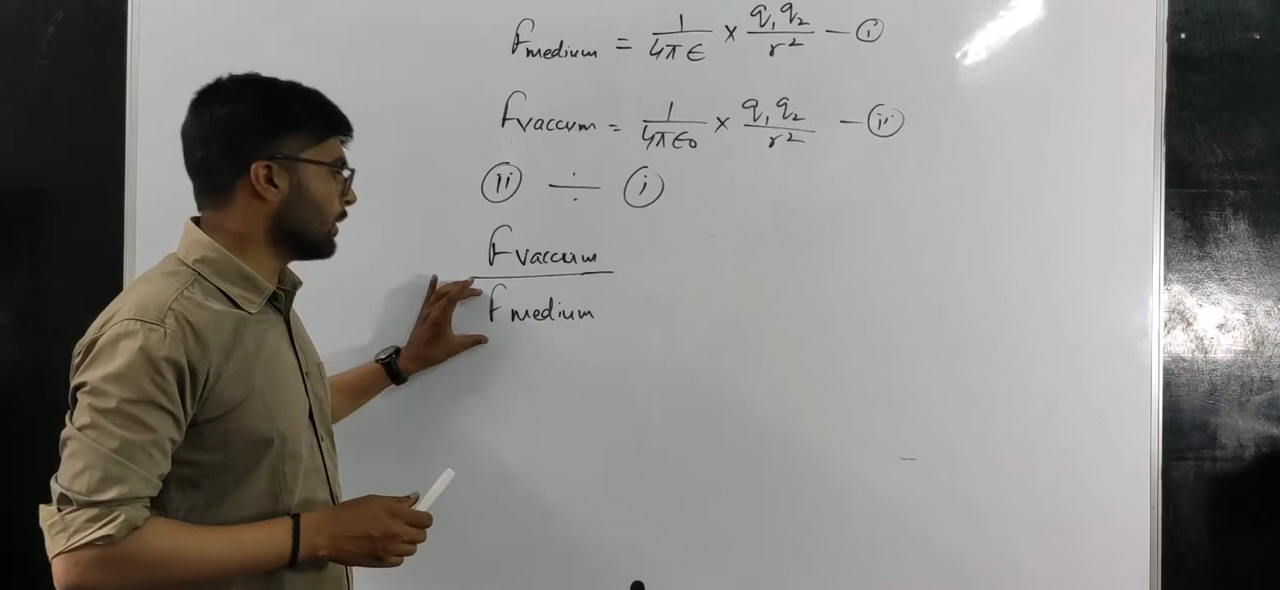 Fmedium = 1/4πϵ × q₁q₂/r² — (i)
Fvaccum = 1/4πϵ₀ × q₁q₂/r² — (ii)
(ii) ÷ (i)
Fvaccum
Fmedium